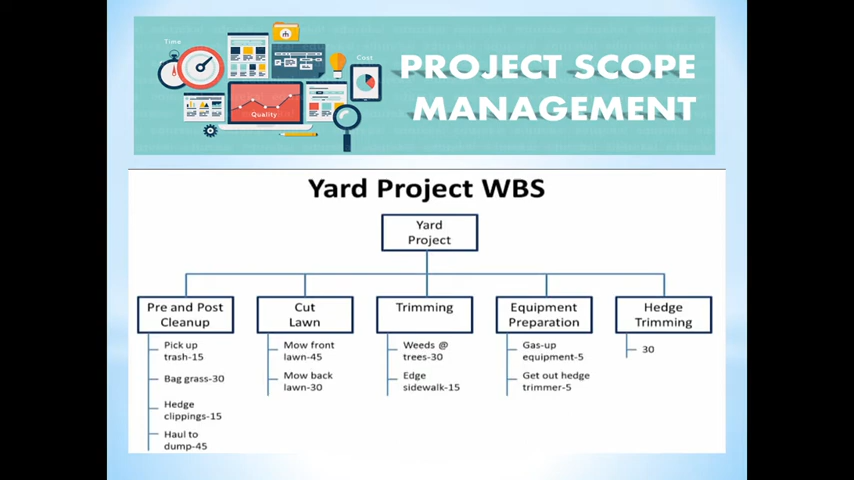 Time
Cost
Quality
PROJECT SCOPE
MANAGEMENT
Yard Project WBS
Yard
Project
Pre and Post
Cleanup
Cut
Lawn
Trimming
Equipment
Preparation
Hedge
Trimming
Pick up
trash-15
Bag grass-30
Hedge
clippings-15
Haul to
dump-45
Mow front
lawn-45
Mow back
lawn-30
Weeds @
trees-30
Edge
sidewalk-15
Gas-up
equipment-5
Get out hedge
trimmer-5
30